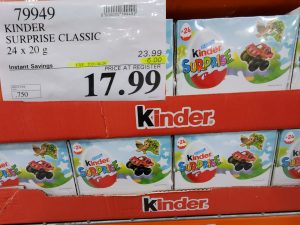 79949
KINDER
SURPRISE CLASSIC
24 x 20 g
23.99
Instant Savings
6.00
PRICE AT REGISTER
17.99
.750
Kinder
SURPRISE
Kinder
Kinder
SURPRISE
Kinder
SURPRISE
Kinder
SURPRISE
Kinder